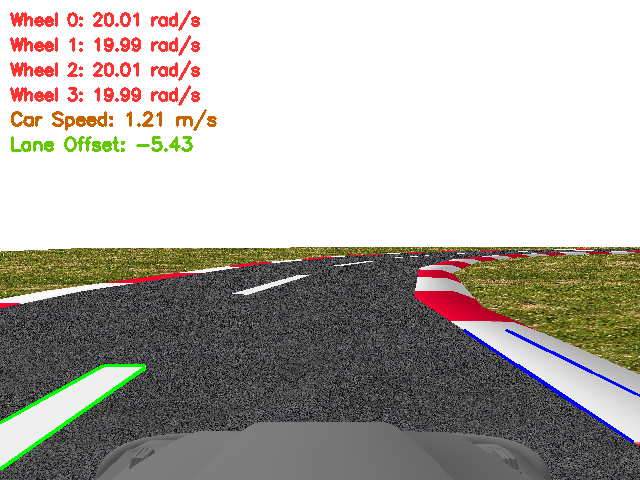 Wheel 0: 20.01 rad/s
Wheel 1: 19.99 rad/s
Wheel 2: 20.01 rad/s
Wheel 3: 19.99 rad/s
Car Speed: 1.21 m/s
Lane Offset: -5.43